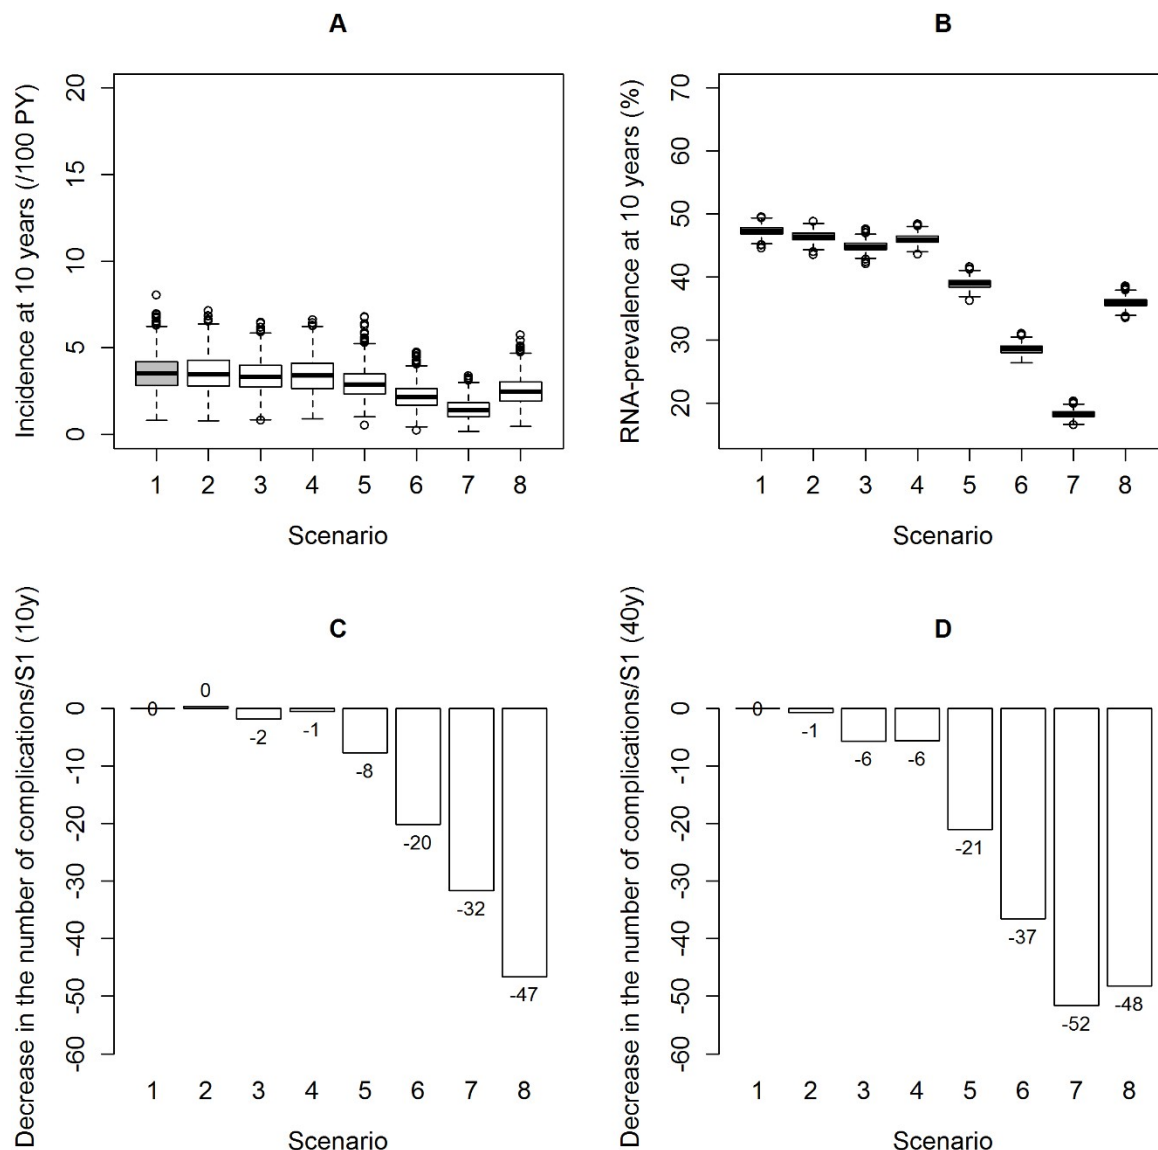 A
Incidence at 10 years (/100 PY)
20
15
10
5
0
1 2 3 4 5 6 7 8
Scenario
B
RNA-prevalence at 10 years (%)
70
60
50
40
30
20
1 2 3 4 5 6 7 8
Scenario
C
Decrease in the number of complications/S1 (10y)
0
-10
-20
-30
-40
-50
-60
0
0
-2
-1
-8
-20
-32
-47
1 2 3 4 5 6 7 8
Scenario
D
Decrease in the number of complications/S1 (40y)
0
-10
-20
-30
-40
-50
-60
0
-1
-6
-6
-21
-37
-52
-48
1 2 3 4 5 6 7 8
Scenario